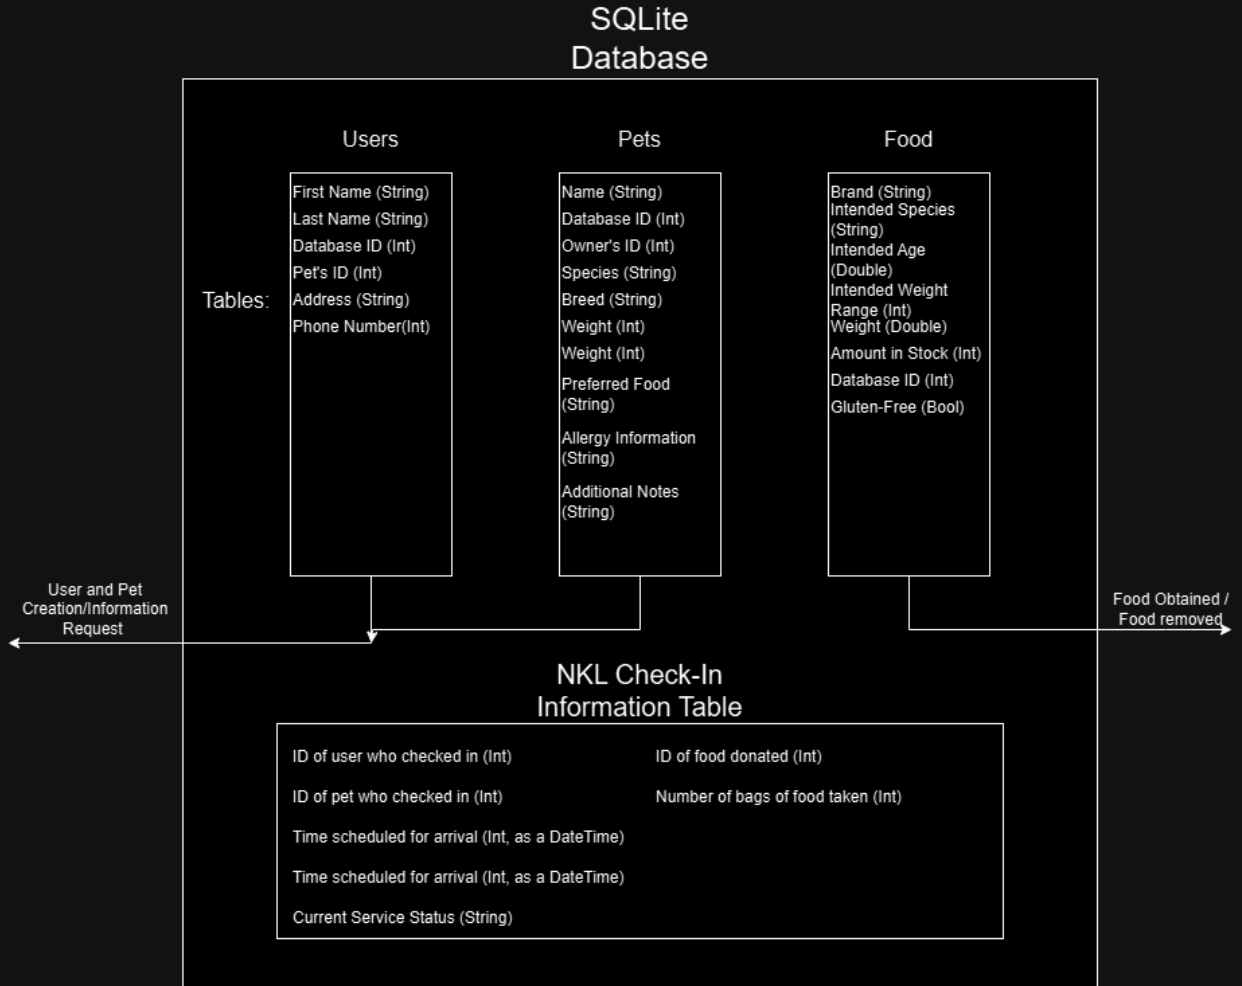 SQLite
Database
Users
Pets
Food
Tables:
First Name (String)
Last Name (String)
Database ID (Int)
Pet's ID (Int)
Address (String)
Phone Number(Int)
Name (String)
Database ID (Int)
Owner's ID (Int)
Species (String)
Breed (String)
Weight (Int)
Weight (Int)
Preferred Food
(String)
Allergy Information
(String)
Additional Notes
(String)
Brand (String)
Intended Species
(String)
Intended Age
(Double)
Intended Weight
Range (Int)
Weight (Double)
Amount in Stock (Int)
Database ID (Int)
Gluten-Free (Bool)
User and Pet
Creation/Information
Request
Food Obtained /
Food removed
NKL Check-In
Information Table
ID of user who checked in (Int)
ID of pet who checked in (Int)
Time scheduled for arrival (Int, as a DateTime)
Time scheduled for arrival (Int, as a DateTime)
Current Service Status (String)
ID of food donated (Int)
Number of bags of food taken (Int)